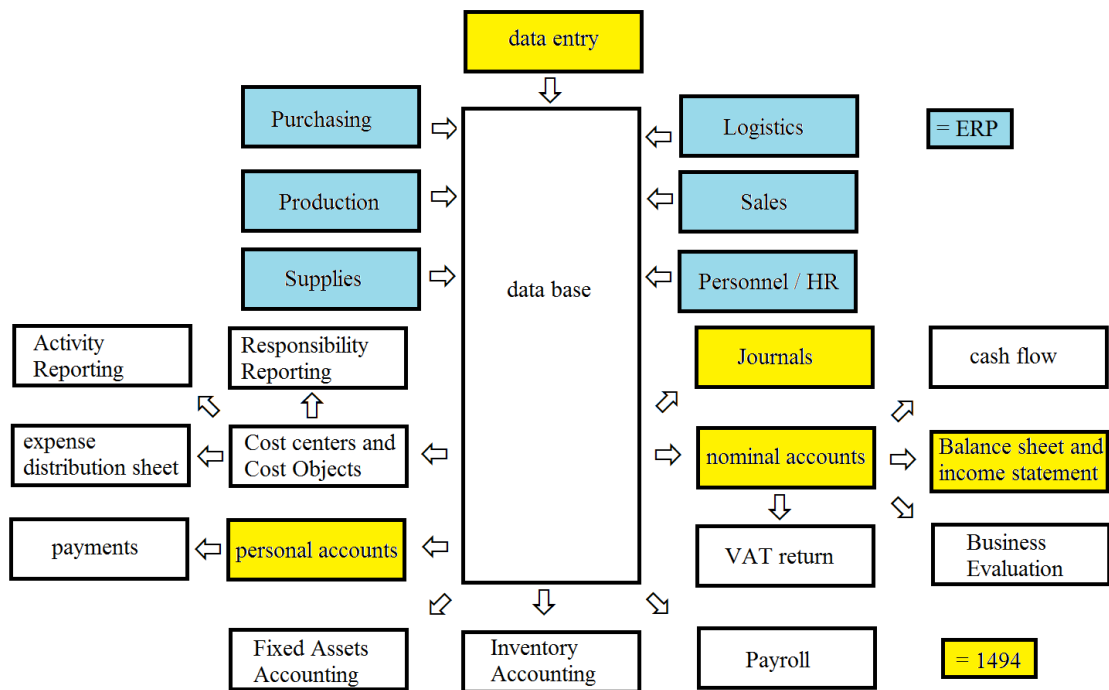 data entry
Purchasing
Logistics
= ERP
Production
Sales
Supplies
data base
Personnel / HR
Activity
Reporting
Responsibility
Reporting
Journals
cash flow
expense
distribution sheet
Cost centers and
Cost Objects
nominal accounts
Balance sheet and
income statement
payments
personal accounts
VAT return
Business
Evaluation
Fixed Assets
Accounting
Inventory
Accounting
Payroll
= 1494